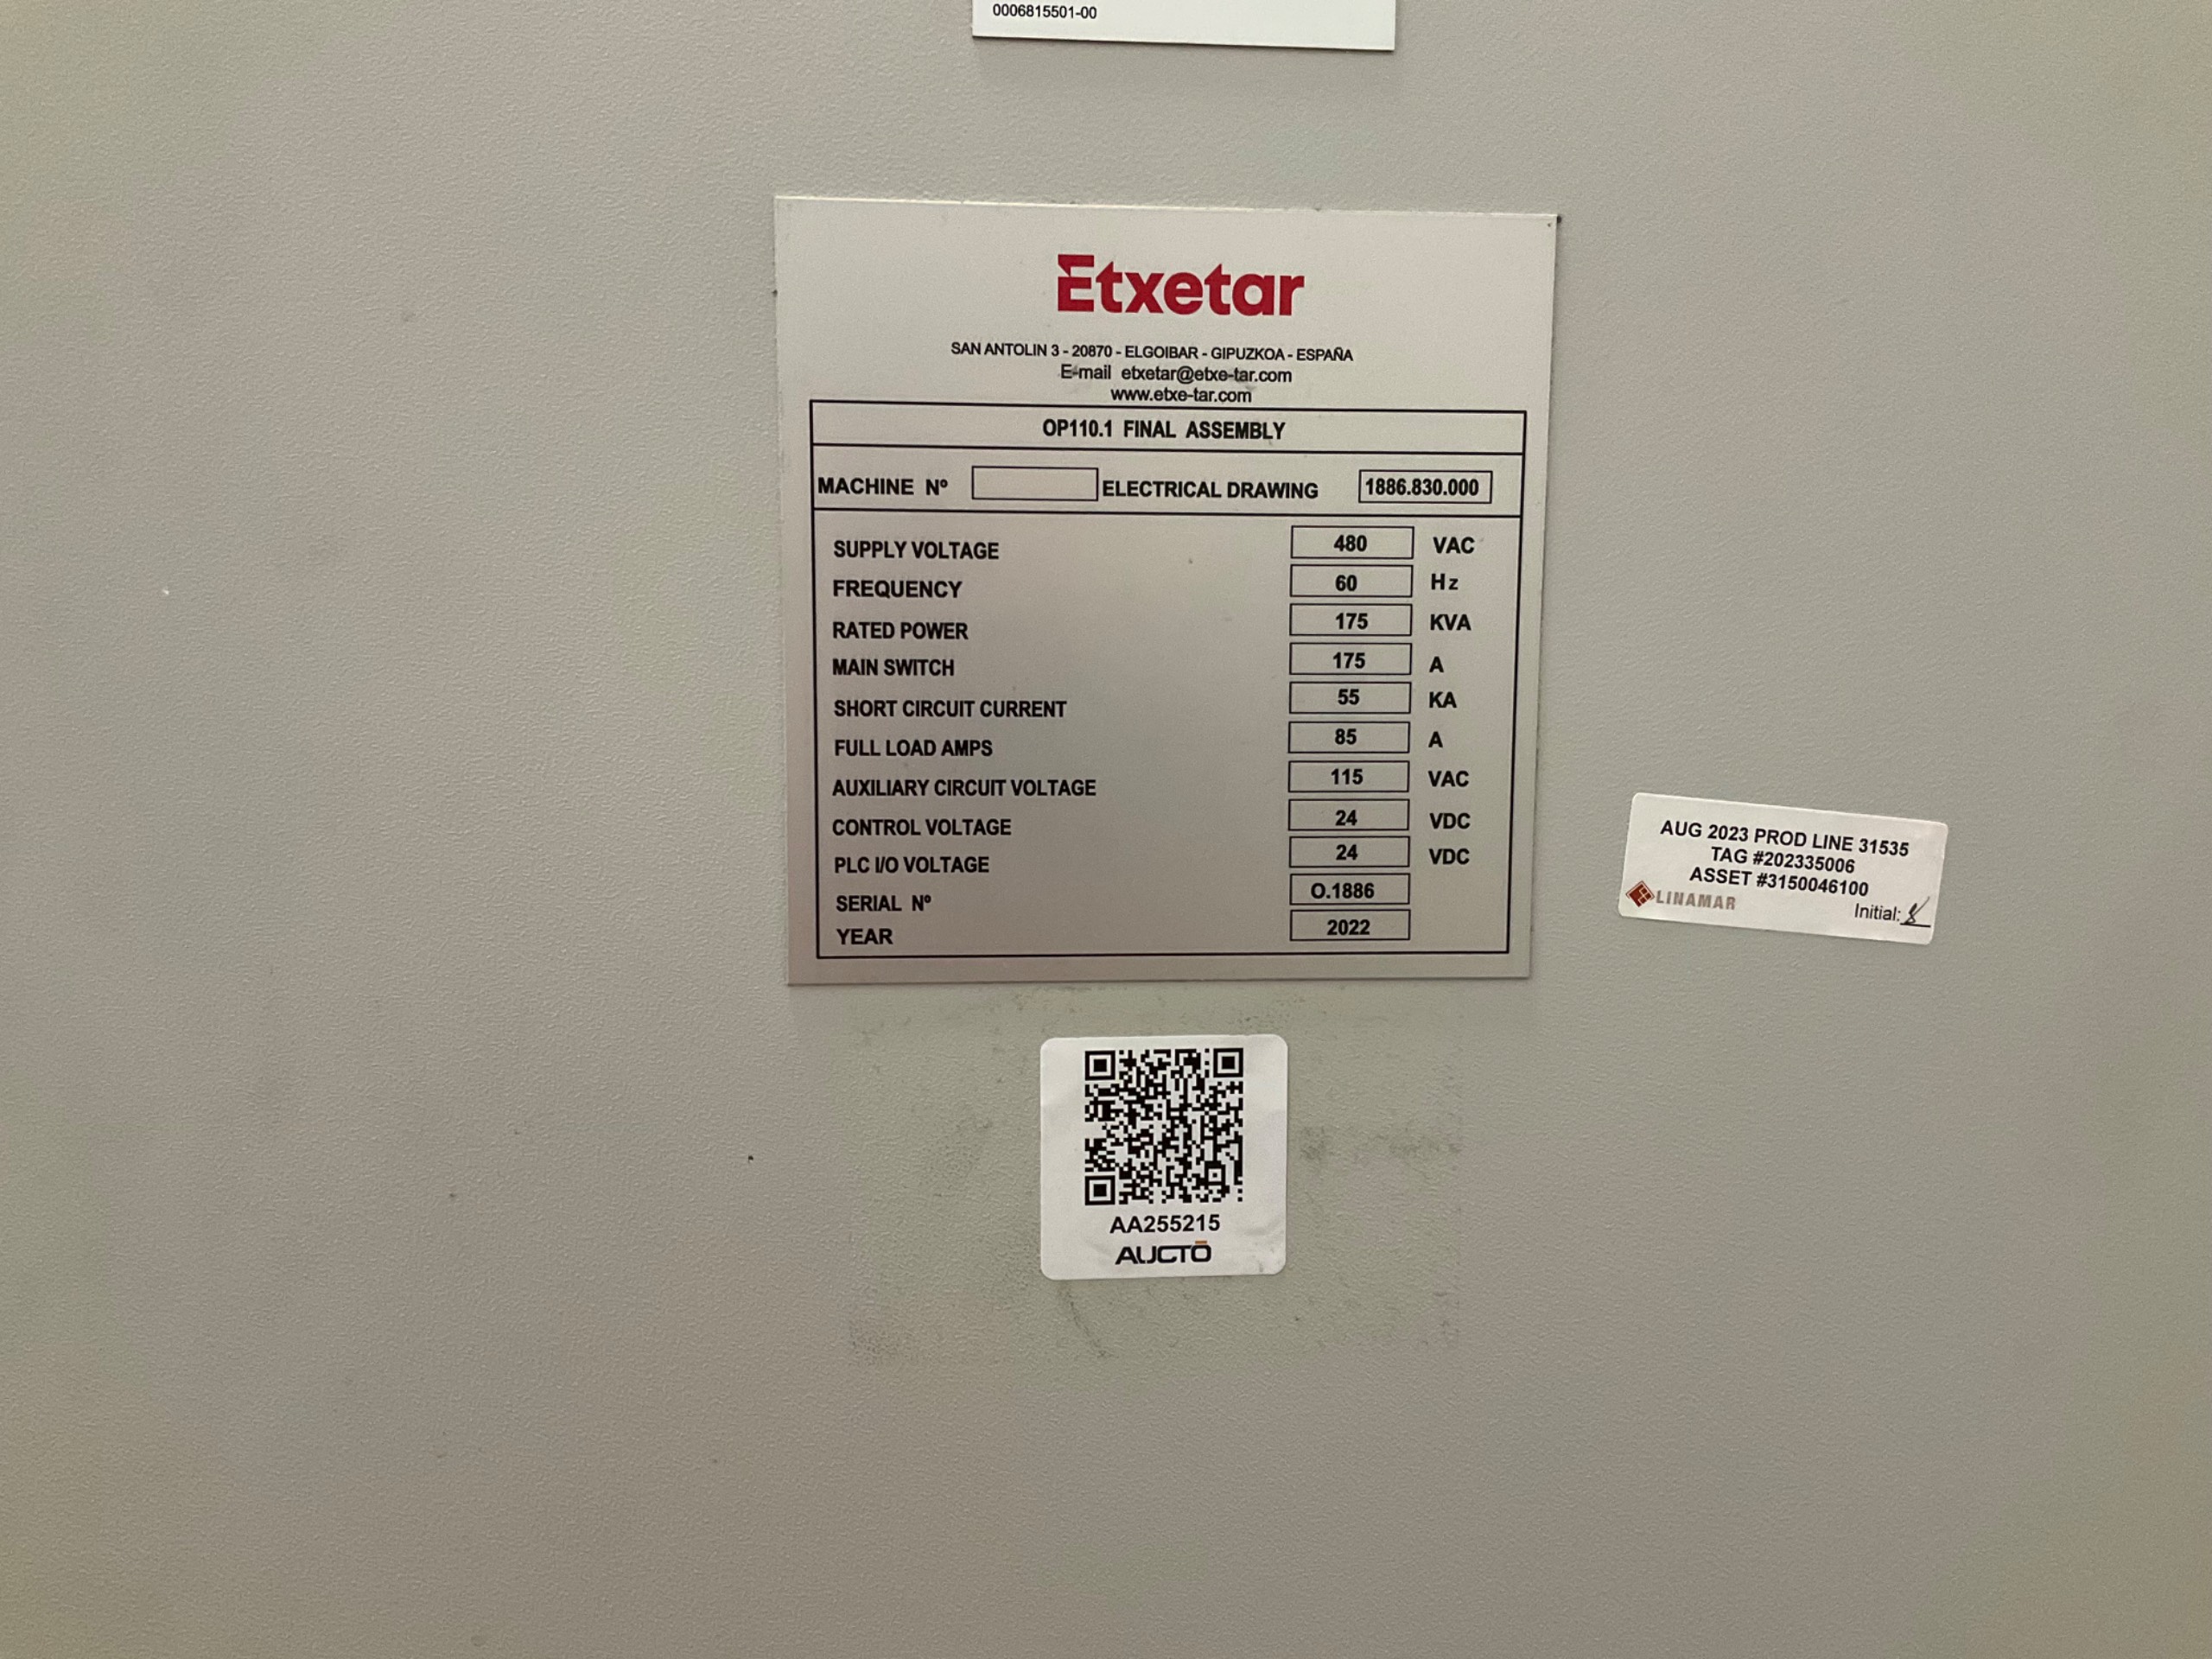 0006815501-00
Etxetar
SAN ANTOLIN 3 - 20870 - ELGOIBAR - GIPUZKOA - ESPAÑA
E-mail etxetar@etxe-tar.com
www.etxe-tar.com
OP110.1 FINAL ASSEMBLY
MACHINE Nº ELECTRICAL DRAWING 1886.830.000
SUPPLY VOLTAGE 480 VAC
FREQUENCY 60 Hz
RATED POWER 175 KVA
MAIN SWITCH 175 A
SHORT CIRCUIT CURRENT 55 KA
FULL LOAD AMPS 85 A
AUXILIARY CIRCUIT VOLTAGE 115 VAC
CONTROL VOLTAGE 24 VDC
PLC I/O VOLTAGE 24 VDC
SERIAL Nº O.1886
YEAR 2022
AUG 2023 PROD LINE 31535
TAG #202335006
ASSET #3150046100
LINAMAR
Initial:
AA255215
AUCTŌ